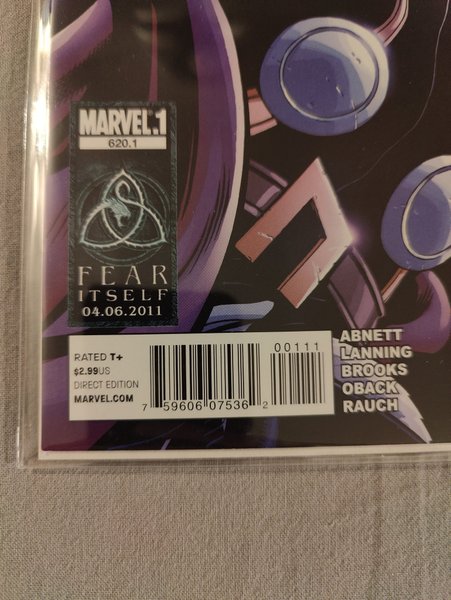 MARVEL.1
620.1
FEAR
ITSELF
04.06.2011
RATED T+
$2.99US
DIRECT EDITION
MARVEL.COM
00111
7 59606 07536 2
ABNETT
LANNING
BROOKS
OBACK
RAUCH